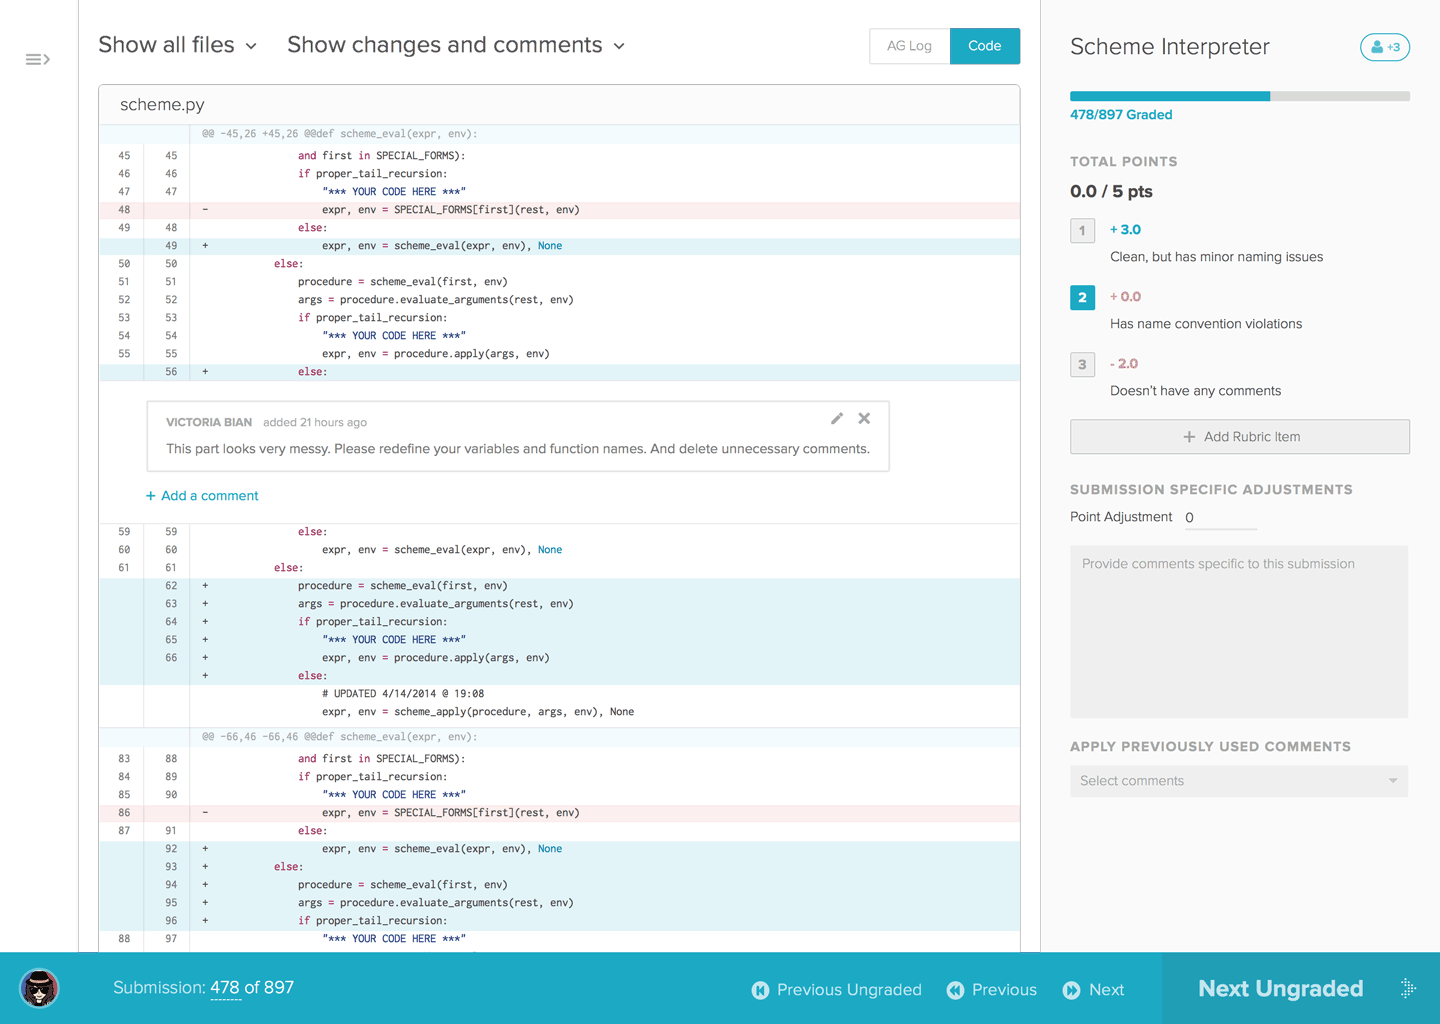 Show all files
Show changes and comments
AG Log
Code
scheme.py
@@ -45,26 +45,26 @@def scheme_eval(expr, env):
45 45 and first in SPECIAL_FORMS):
46 46 if proper_tail_recursion:
47 47 "*** YOUR CODE HERE ***"
48 - expr, env = SPECIAL_FORMS[first](rest, env)
49 48 else:
49 + expr, env = scheme_eval(expr, env), None
50 50 else:
51 51 procedure = scheme_eval(first, env)
52 52 args = procedure.evaluate_arguments(rest, env)
53 53 if proper_tail_recursion:
54 54 "*** YOUR CODE HERE ***"
55 55 expr, env = procedure.apply(args, env)
56 + else:
VICTORIA BIAN added 21 hours ago
This part looks very messy. Please redefine your variables and function names. And delete unnecessary comments.
+ Add a comment
59 59 else:
60 60 expr, env = scheme_eval(expr, env), None
61 61 else:
62 + procedure = scheme_eval(first, env)
63 + args = procedure.evaluate_arguments(rest, env)
64 + if proper_tail_recursion:
65 + "*** YOUR CODE HERE ***"
66 + expr, env = procedure.apply(args, env)
+ else:
# UPDATED 4/14/2014 @ 19:08
expr, env = scheme_apply(procedure, args, env), None
@@ -66,46 -66,46 @@def scheme_eval(expr, env):
83 88 and first in SPECIAL_FORMS):
84 89 if proper_tail_recursion:
85 90 "*** YOUR CODE HERE ***"
86 - expr, env = SPECIAL_FORMS[first](rest, env)
87 91 else:
92 + expr, env = scheme_eval(expr, env), None
93 + else:
94 + procedure = scheme_eval(first, env)
95 + args = procedure.evaluate_arguments(rest, env)
96 + if proper_tail_recursion:
88 97 "*** YOUR CODE HERE ***"
Scheme Interpreter
+3
478/897 Graded
TOTAL POINTS
0.0 / 5 pts
1 + 3.0
Clean, but has minor naming issues
2 + 0.0
Has name convention violations
3 - 2.0
Doesn't have any comments
+ Add Rubric Item
SUBMISSION SPECIFIC ADJUSTMENTS
Point Adjustment 0
Provide comments specific to this submission
APPLY PREVIOUSLY USED COMMENTS
Select comments
Submission: 478 of 897
Previous Ungraded
Previous
Next
Next Ungraded